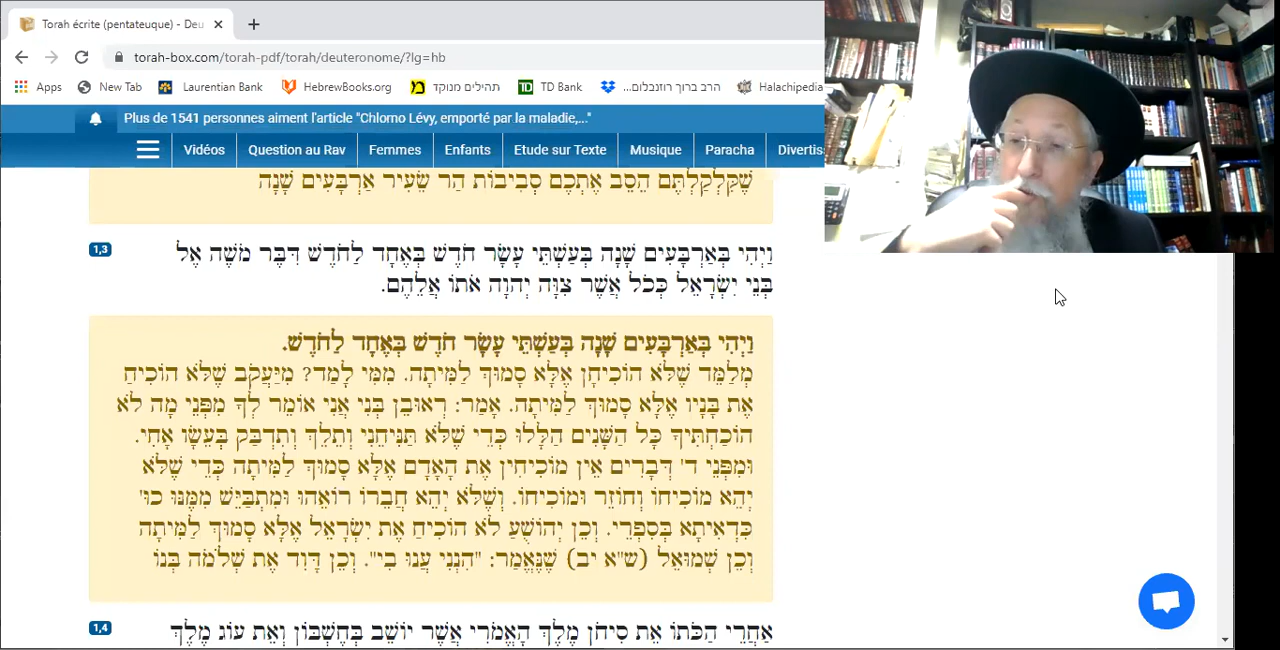 Torah écrite (pentateuque) - Deu
torah-box.com/torah-pdf/torah/deuteronome/?lg=hb
Apps New Tab Laurentian Bank HebrewBooks.org תהילים מנוקד TD Bank הרב ברוך רוזנבלום... Halachipedia
Plus de 1541 personnes aiment l'article "Chlomo Lévy, emporté par la maladie,..."
Vidéos Question au Rav Femmes Enfants Etude sur Texte Musique Paracha Divertis
שֶׁקִּלְקַלְתֶּם הֵסֵב אֶתְכֶם סְבִיבוֹת הַר שֵׂעִיר אַרְבָּעִים שָׁנָה
1,3
וַיְהִי בְּאַרְבָּעִים שָׁנָה בְּעַשְׁתֵּי עָשָׂר חֹדֶשׁ בְּאֶחָד לַחֹדֶשׁ דִּבֶּר מֹשֶׁה אֶל
בְּנֵי יִשְׂרָאֵל כְּכֹל אֲשֶׁר צִוָּה יְהוָה אֹתוֹ אֲלֵהֶם.
וַיְהִי בְּאַרְבָּעִים שָׁנָה בְּעַשְׁתֵּי עָשָׂר חֹדֶשׁ בְּאֶחָד לַחֹדֶשׁ.
מְלַמֵּד שֶׁלֹּא הוֹכִיחָן אֶלָּא סָמוּךְ לַמִּיתָה. מִמִּי לָמַד? מִיַּעֲקֹב שֶׁלֹּא הוֹכִיחַ
אֶת בָּנָיו אֶלָּא סָמוּךְ לַמִּיתָה. אָמַר: רְאוּבֵן בְּנִי אֲנִי אוֹמֵר לְךָ מִפְּנֵי מָה לֹא
הוֹכַחְתִּיךָ כָּל הַשָּׁנִים הַלָּלוּ כְּדֵי שֶׁלֹּא תַּנִּיחֵנִי וְתֵלֵךְ וְתִדְבַּק בְּעֵשָׂו אָחִי.
וּמִפְּנֵי ד' דְּבָרִים אֵין מוֹכִיחִין אֶת הָאָדָם אֶלָּא סָמוּךְ לַמִּיתָה כְּדֵי שֶׁלֹּא
יְהֵא מוֹכִיחוֹ וְחוֹזֵר וּמוֹכִיחוֹ. וְשֶׁלֹּא יְהֵא חֲבֵרוֹ רוֹאֵהוּ וּמִתְבַּיֵּשׁ מִמֶּנּוּ כו'
כִּדְאִיתָא בְּסִפְרֵי. וְכֵן יְהוֹשֻׁעַ לֹא הוֹכִיחַ אֶת יִשְׂרָאֵל אֶלָּא סָמוּךְ לַמִּיתָה
וְכֵן שְׁמוּאֵל (ש"א יב) שֶׁנֶּאֱמַר: "הִנְנִי עֲנוּ בִי". וְכֵן דָּוִד אֶת שְׁלֹמֹה בְּנוֹ
1,4
אַחֲרֵי הַכֹּתוֹ אֵת סִיחֹן מֶלֶךְ הָאֱמֹרִי אֲשֶׁר יוֹשֵׁב בְּחֶשְׁבּוֹן וְאֵת עוֹג מֶלֶךְ